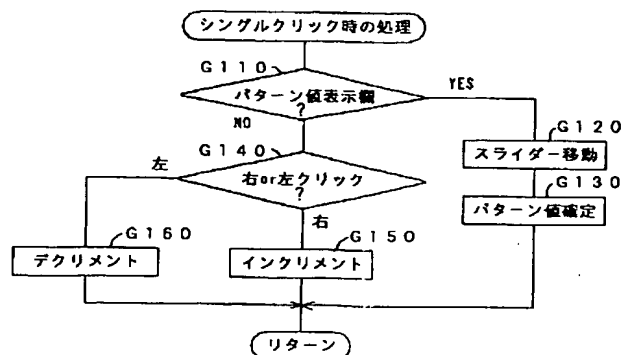 シングルクリック時の処理
G110
パターン値表示欄
?
YES
NO
G120
スライダー移動
G140
左
右or左クリック
?
G130
パターン値確定
右
G160
デクリメント
G150
インクリメント
リターン